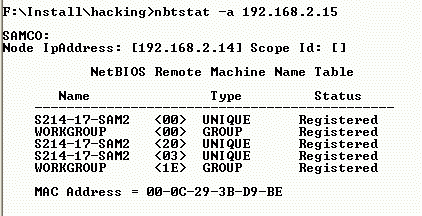 F:\Install\hacking>nbtstat -a 192.168.2.15
SAMCO:
Node IpAddress: [192.168.2.14] Scope Id: []
NetBIOS Remote Machine Name Table
Name Type Status
---------------------------------------------
S214-17-SAM2 <00> UNIQUE Registered
WORKGROUP <00> GROUP Registered
S214-17-SAM2 <20> UNIQUE Registered
S214-17-SAM2 <03> UNIQUE Registered
WORKGROUP <1E> GROUP Registered
MAC Address = 00-0C-29-3B-D9-BE